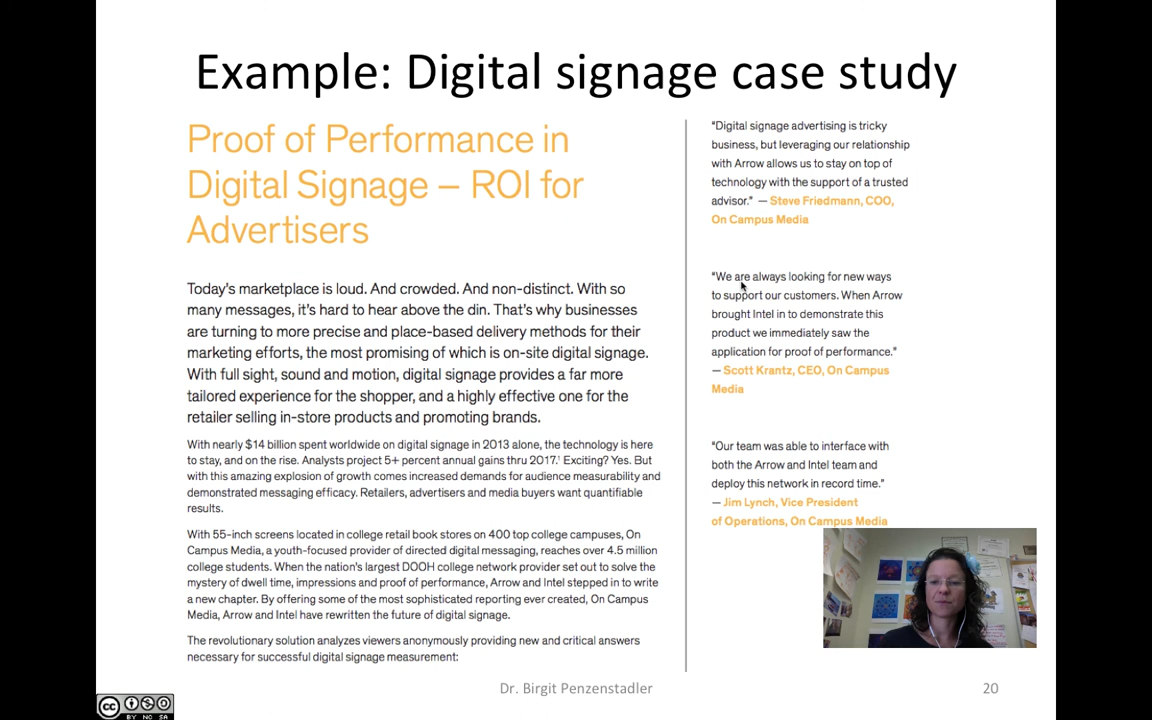 Example: Digital signage case study
Proof of Performance in
Digital Signage – ROI for
Advertisers
Today's marketplace is loud. And crowded. And non-distinct. With so
many messages, it's hard to hear above the din. That's why businesses
are turning to more precise and place-based delivery methods for their
marketing efforts, the most promising of which is on-site digital signage.
With full sight, sound and motion, digital signage provides a far more
tailored experience for the shopper, and a highly effective one for the
retailer selling in-store products and promoting brands.
With nearly $14 billion spent worldwide on digital signage in 2013 alone, the technology is here
to stay, and on the rise. Analysts project 5+ percent annual gains thru 2017.¹ Exciting? Yes. But
with this amazing explosion of growth comes increased demands for audience measurability and
demonstrated messaging efficacy. Retailers, advertisers and media buyers want quantifiable
results.
With 55-inch screens located in college retail book stores on 400 top college campuses, On
Campus Media, a youth-focused provider of directed digital messaging, reaches over 4.5 million
college students. When the nation's largest DOOH college network provider set out to solve the
mystery of dwell time, impressions and proof of performance, Arrow and Intel stepped in to write
a new chapter. By offering some of the most sophisticated reporting ever created, On Campus
Media, Arrow and Intel have rewritten the future of digital signage.
The revolutionary solution analyzes viewers anonymously providing new and critical answers
necessary for successful digital signage measurement:
"Digital signage advertising is tricky
business, but leveraging our relationship
with Arrow allows us to stay on top of
technology with the support of a trusted
advisor." — Steve Friedmann, COO,
On Campus Media
"We are always looking for new ways
to support our customers. When Arrow
brought Intel in to demonstrate this
product we immediately saw the
application for proof of performance."
— Scott Krantz, CEO, On Campus
Media
"Our team was able to interface with
both the Arrow and Intel team and
deploy this network in record time."
— Jim Lynch, Vice President
of Operations, On Campus Media
Dr. Birgit Penzenstadler
20
cc
BY NC SA